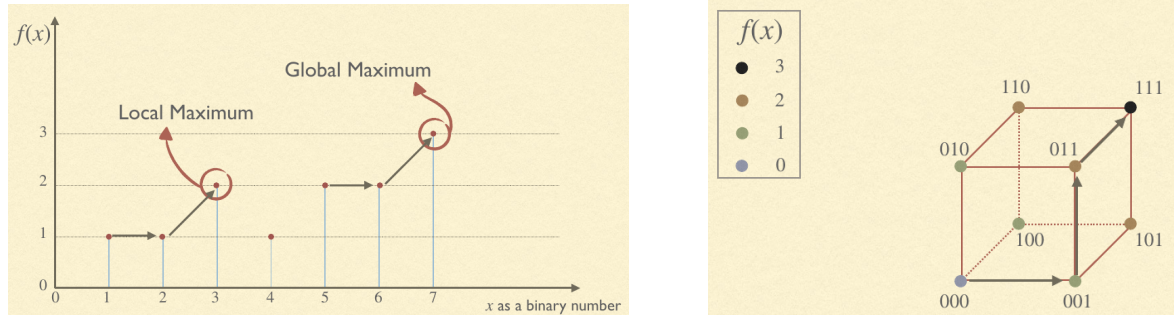 f(x)
Global Maximum
Local Maximum
3
2
1
0
0 1 2 3 4 5 6 7
x as a binary number
f(x)
3
2
1
0
110 111
010 011
100 101
000 001